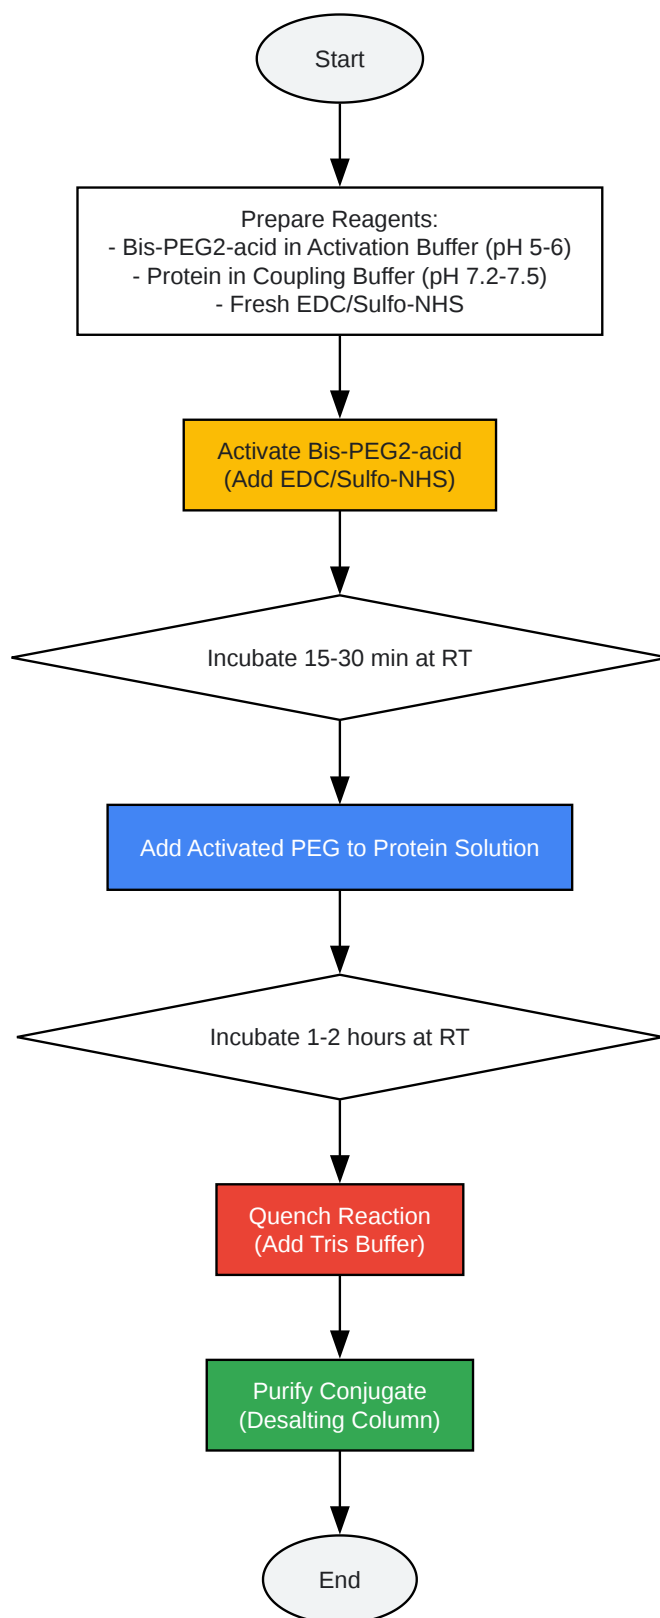 Start
Prepare Reagents:
- Bis-PEG2-acid in Activation Buffer (pH 5-6)
- Protein in Coupling Buffer (pH 7.2-7.5)
- Fresh EDC/Sulfo-NHS
Activate Bis-PEG2-acid
(Add EDC/Sulfo-NHS)
Incubate 15-30 min at RT
Add Activated PEG to Protein Solution
Incubate 1-2 hours at RT
Quench Reaction
(Add Tris Buffer)
Purify Conjugate
(Desalting Column)
End